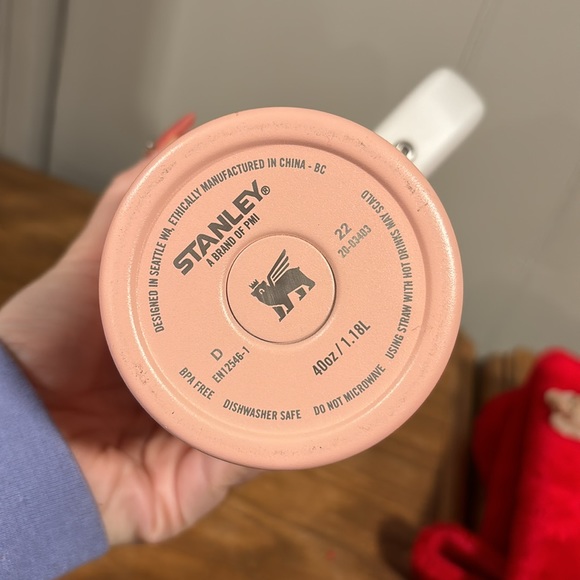 DESIGNED IN SEATTLE WA. ETHICALLY MANUFACTURED IN CHINA - BC
STANLEY®
A BRAND OF PMI
22
20-03403
D
EN12546-1
40oz / 1.18L
BPA FREE DISHWASHER SAFE DO NOT MICROWAVE USING STRAW WITH HOT DRINKS MAY SCALD